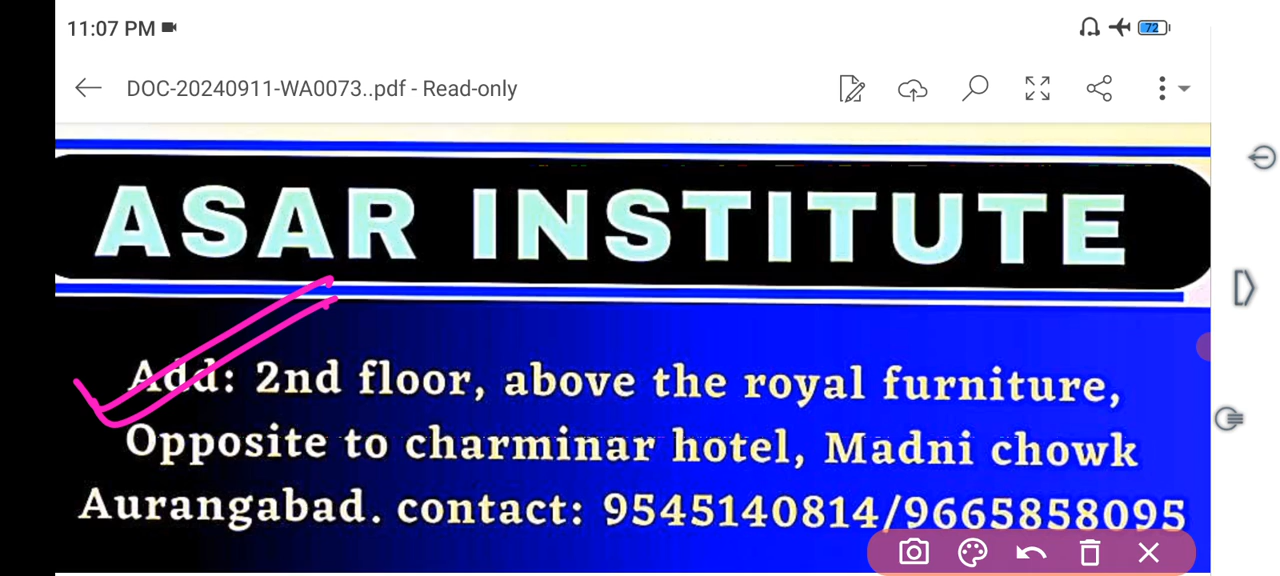 11:07 PM
72
DOC-20240911-WA0073..pdf - Read-only
ASAR INSTITUTE
Add: 2nd floor, above the royal furniture,
Opposite to charminar hotel, Madni chowk
Aurangabad. contact: 9545140814/9665858095